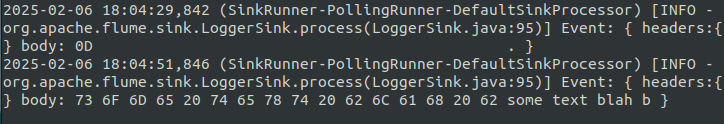 2025-02-06 18:04:29,842 (SinkRunner-PollingRunner-DefaultSinkProcessor) [INFO -
org.apache.flume.sink.LoggerSink.process(LoggerSink.java:95)] Event: { headers:{
} body: 0D                                              . }
2025-02-06 18:04:51,846 (SinkRunner-PollingRunner-DefaultSinkProcessor) [INFO -
org.apache.flume.sink.LoggerSink.process(LoggerSink.java:95)] Event: { headers:{
} body: 73 6F 6D 65 20 74 65 78 74 20 62 6C 61 68 20 62 some text blah b }